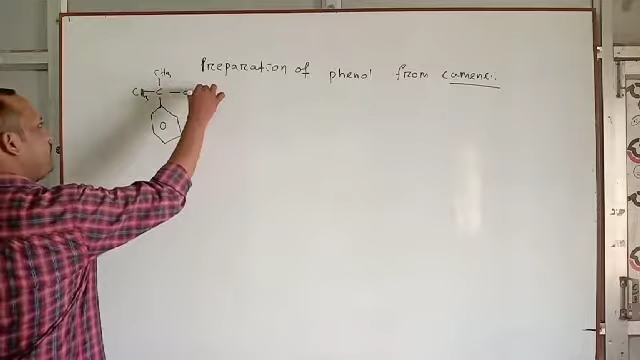 Preparation of phenol from cumene:
CH3
CH3 — C — C